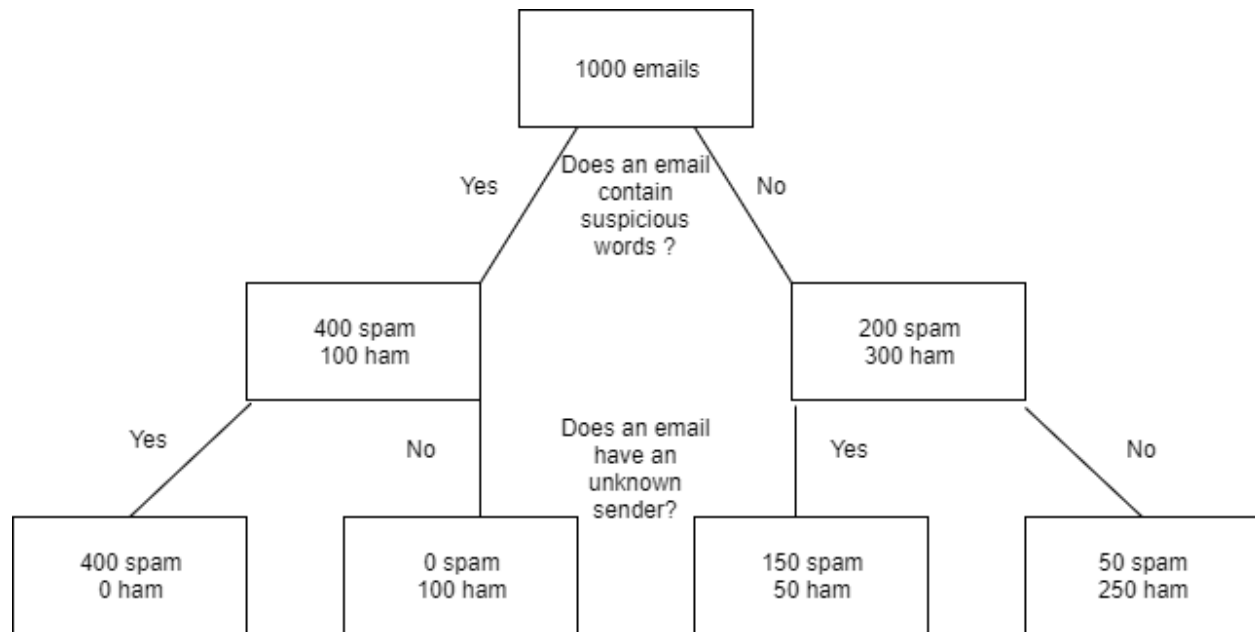 1000 emails
Yes
Does an email
contain
suspicious
words ?
No
400 spam
100 ham
200 spam
300 ham
Yes
No
Does an email
have an
unknown
sender?
Yes
No
400 spam
0 ham
0 spam
100 ham
150 spam
50 ham
50 spam
250 ham